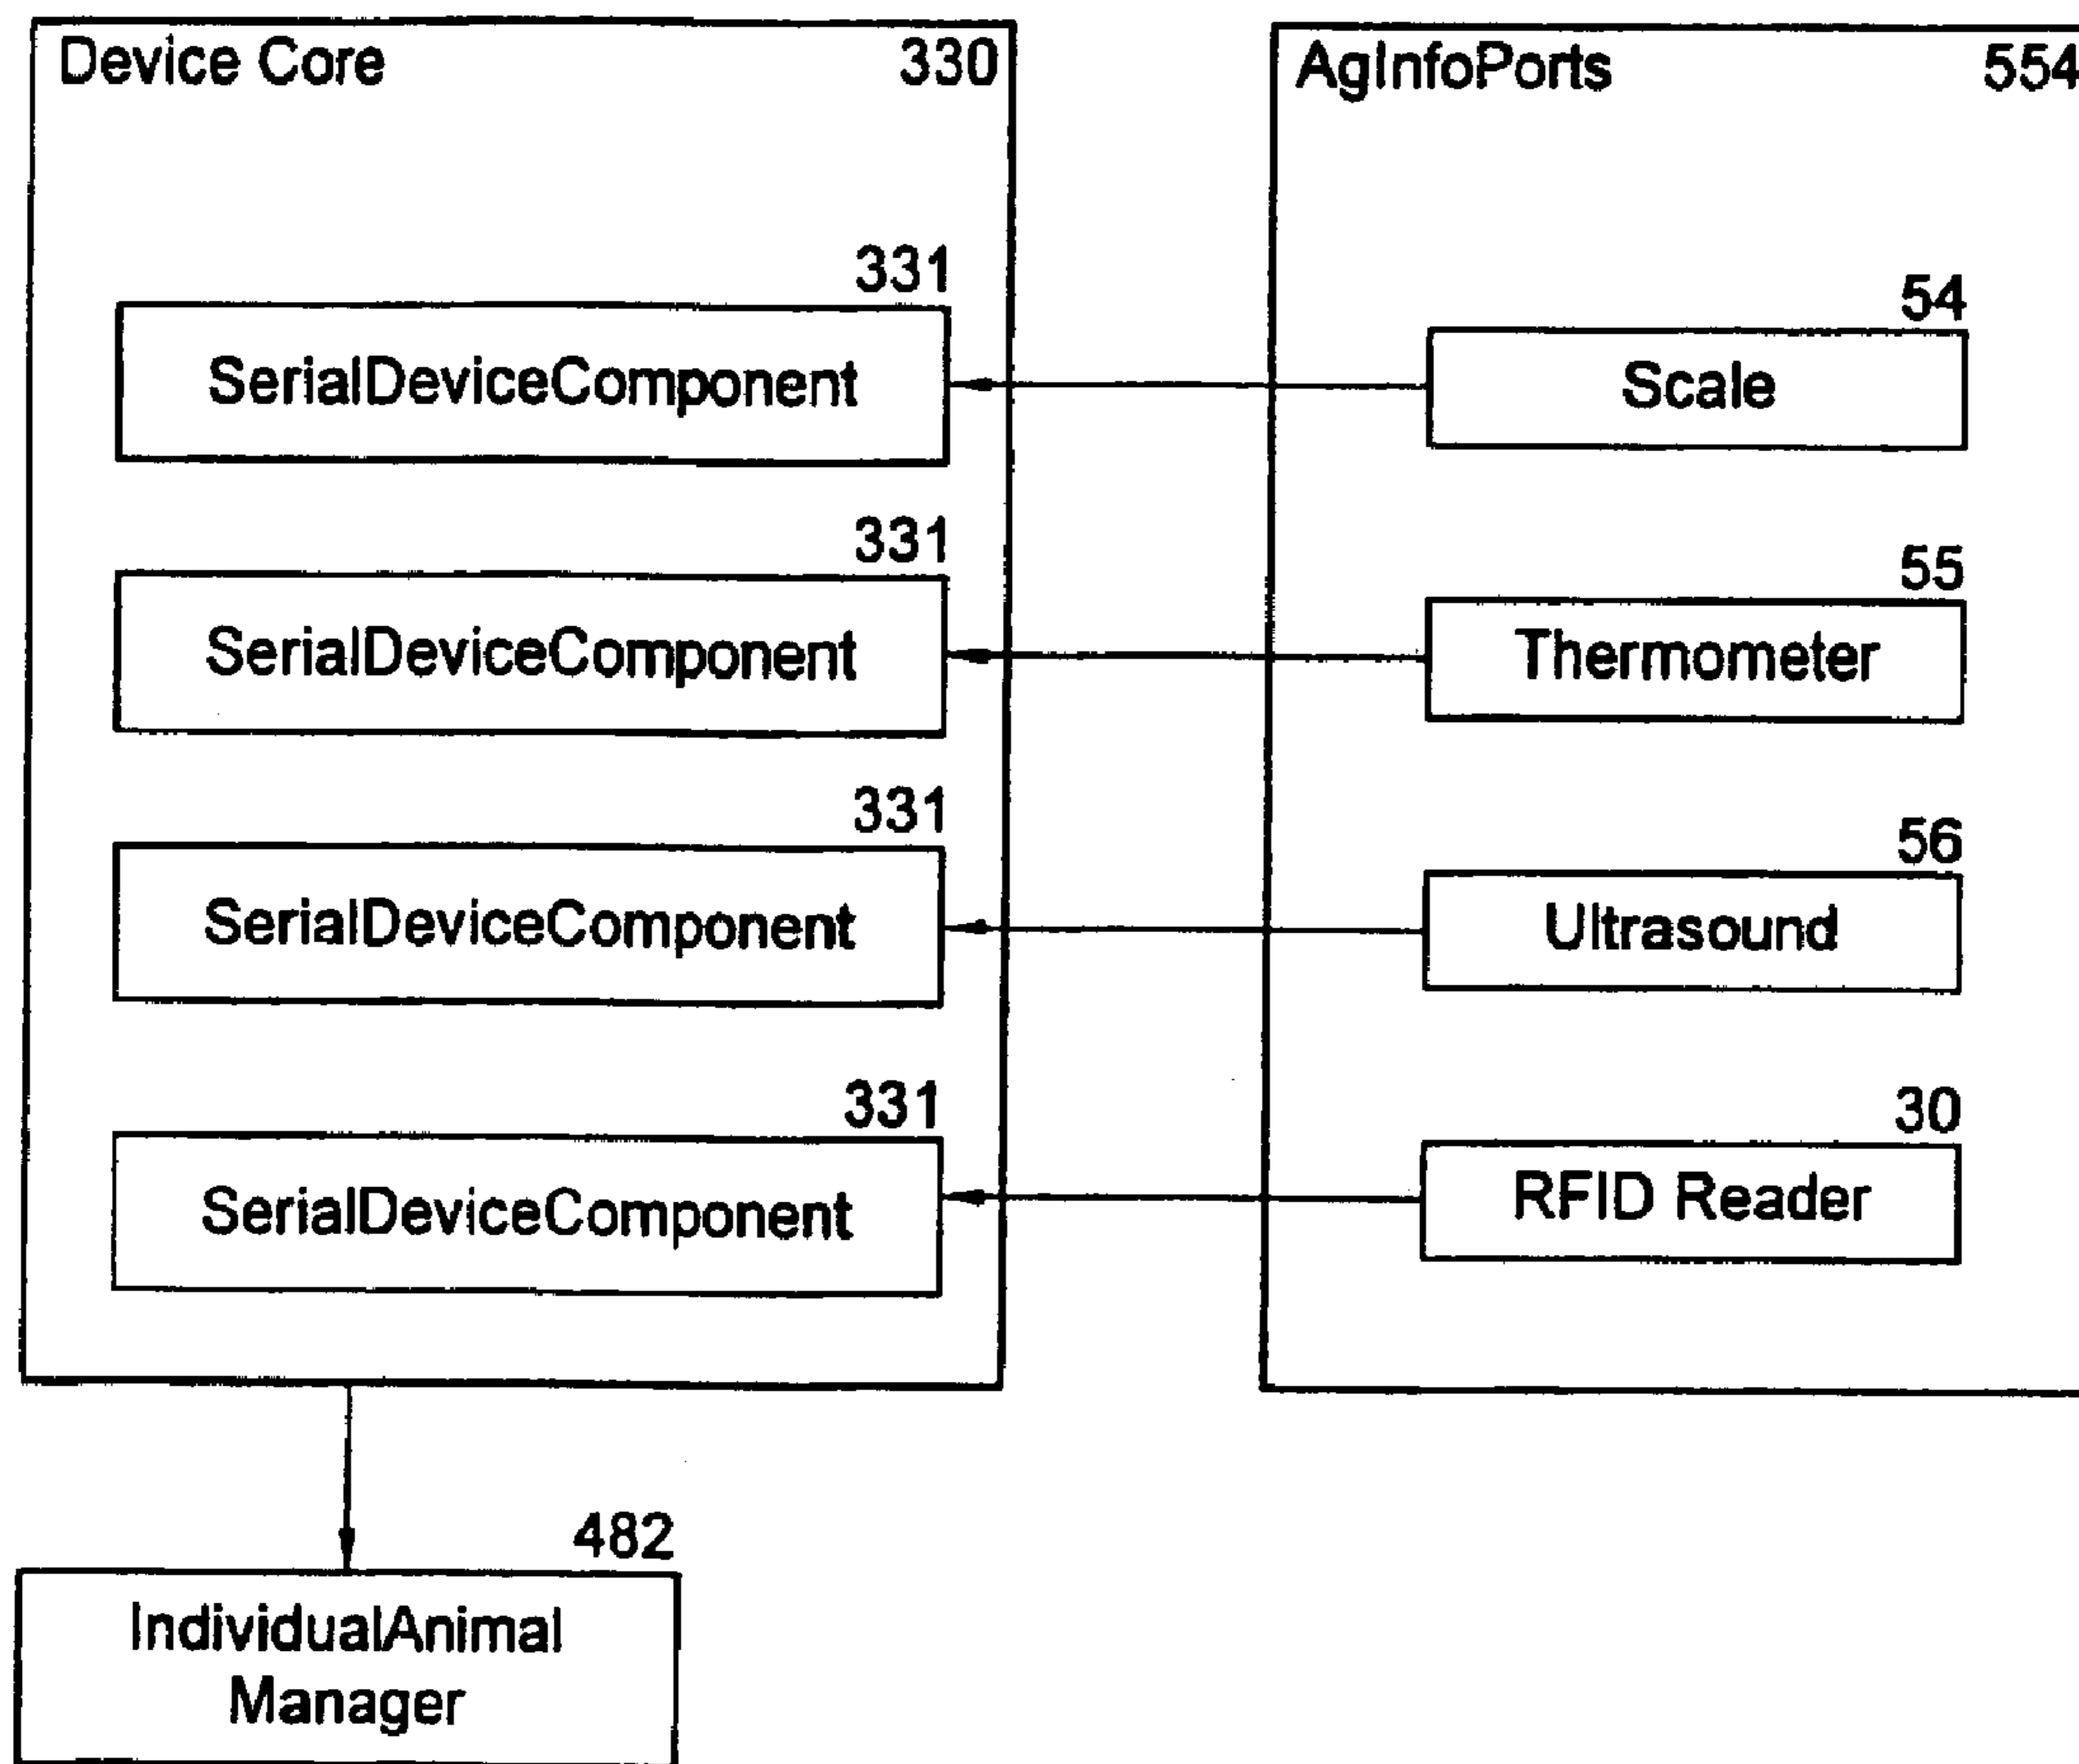 Device Core 330
331
SerialDeviceComponent
331
SerialDeviceComponent
331
SerialDeviceComponent
331
SerialDeviceComponent
AgInfoPorts 554
54
Scale
55
Thermometer
56
Ultrasound
30
RFID Reader
482
IndividualAnimal
Manager